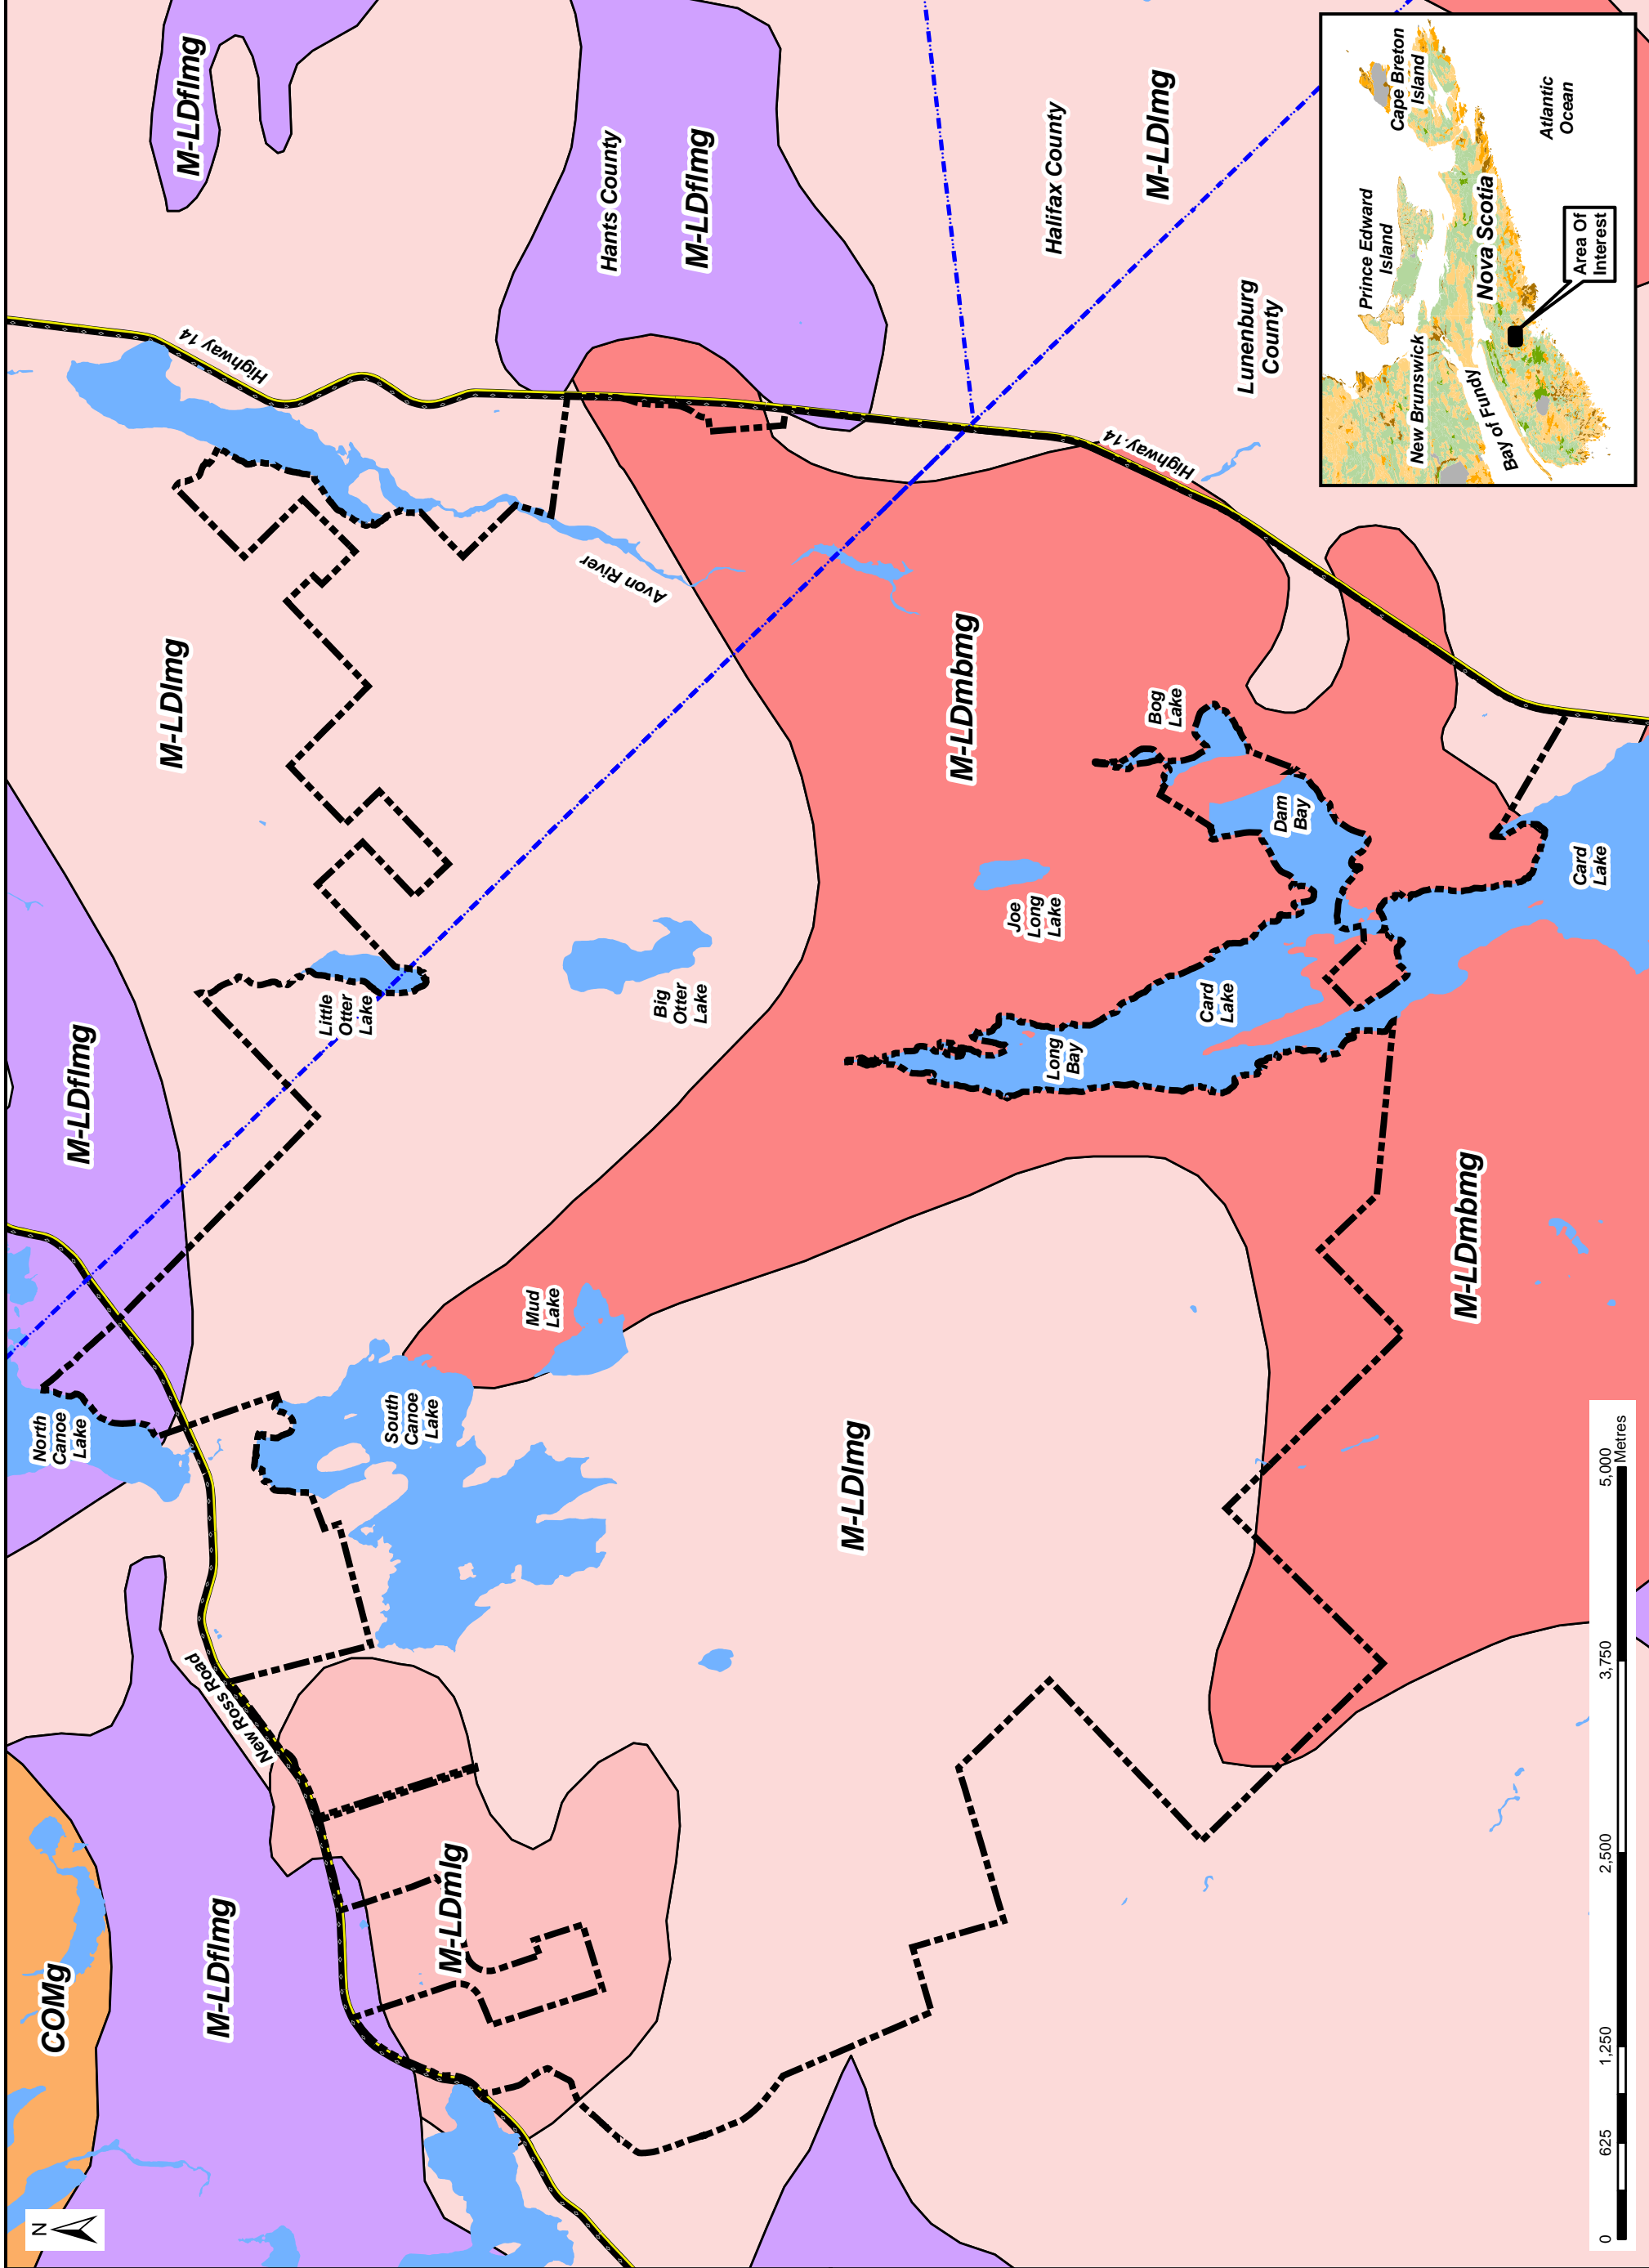 N
COMg
North
Canoe
Lake
M-LDflmg
M-LDlmg
M-LDflmg
M-LDflmg
New Ross Road
Highway 14
Little
Otter
Lake
South
Canoe
Lake
M-LDmlg
Mud
Lake
Hants County
Avon River
Big
Otter
Lake
M-LDflmg
M-LDlmg
M-LDmbmg
Joe
Long
Lake
Long
Bay
Halifax County
Highway 14
Bog
Lake
M-LDlmg
Card
Lake
Lunenburg
County
Dam
Bay
M-LDmbmg
Card
Lake
Prince Edward
Island
Cape Breton
Island
New Brunswick
Bay of Fundy
Nova Scotia
Atlantic
Ocean
Area Of
Interest
0 625 1,250 2,500 3,750 5,000
Metres